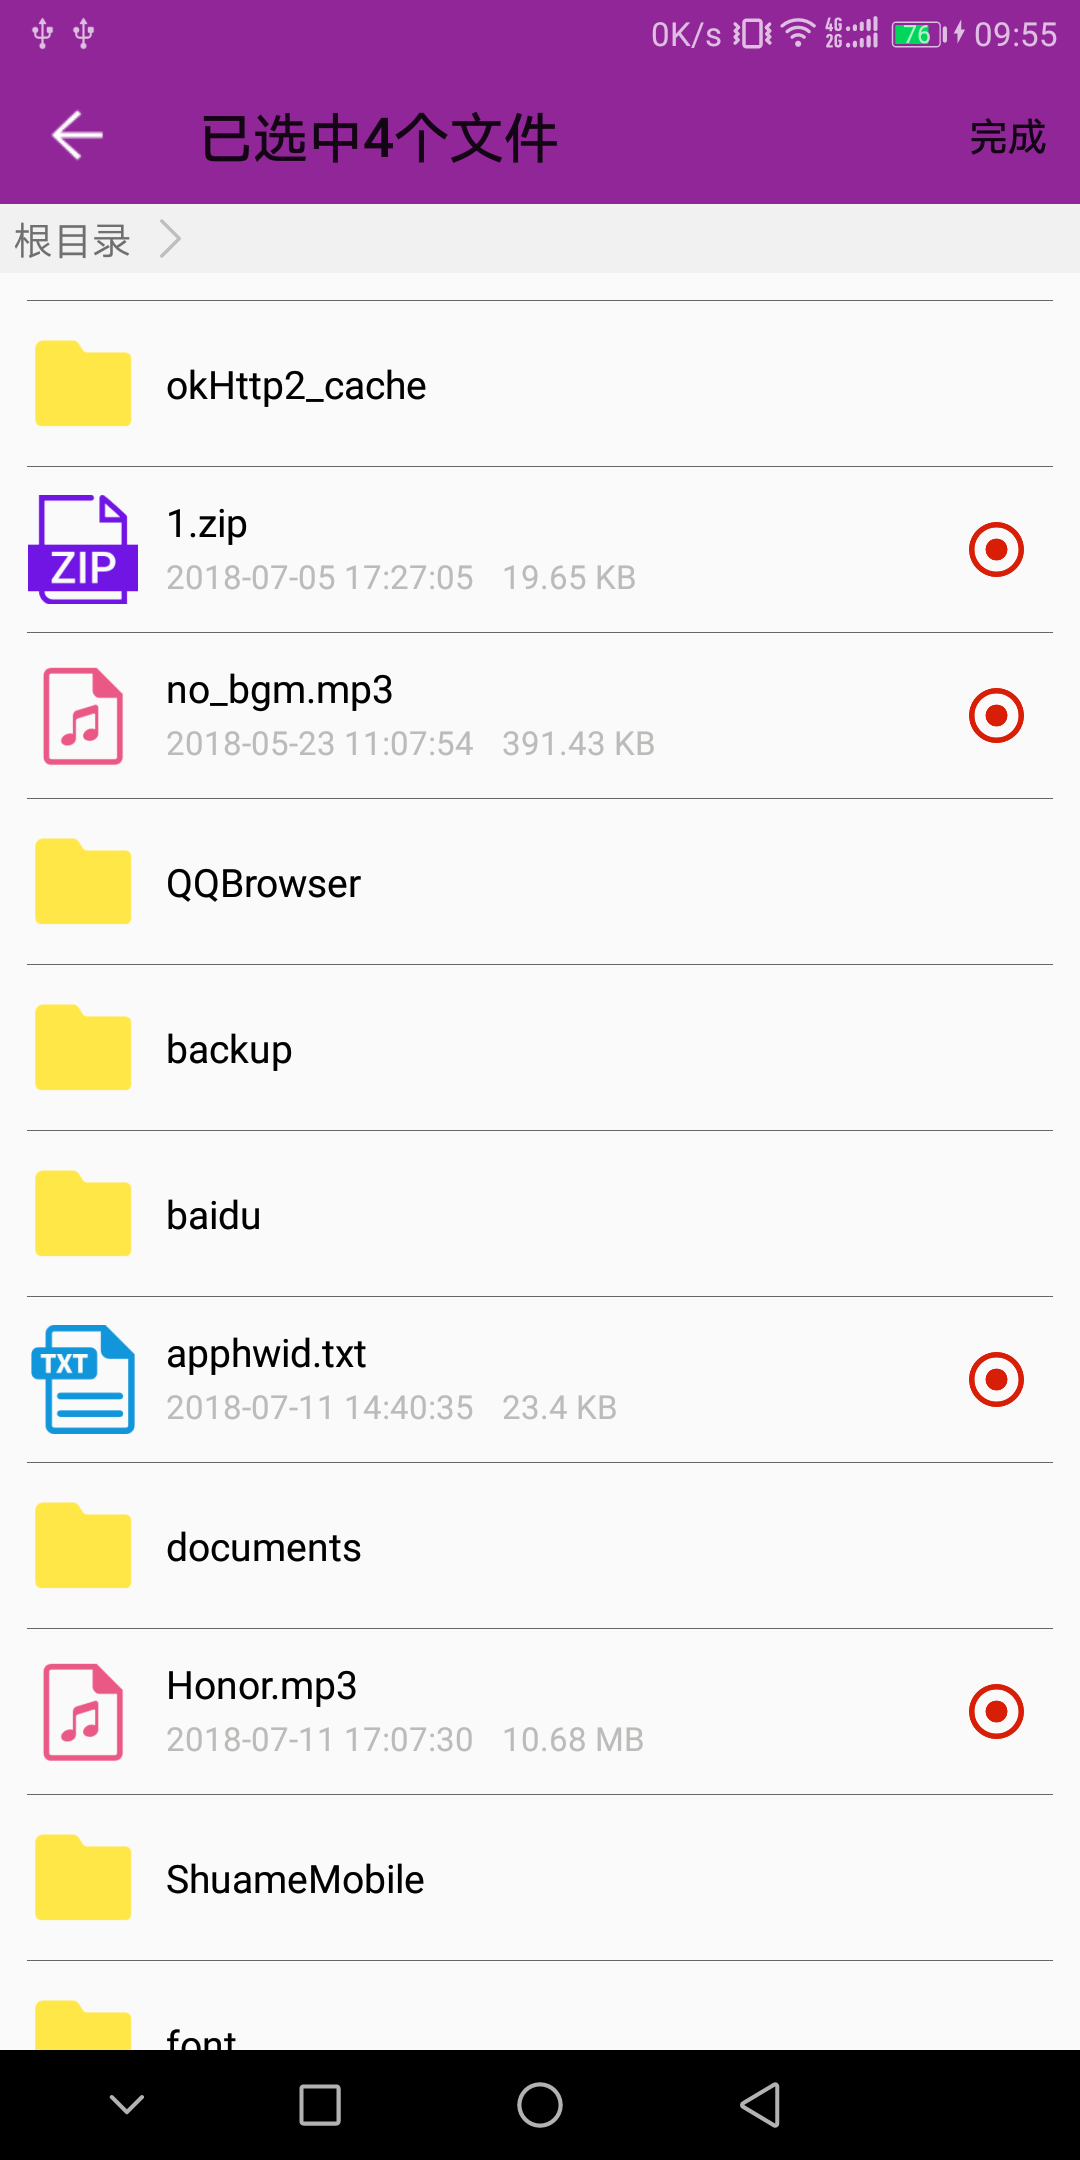 0K/s 4G 2G 76 09:55
已选中4个文件 完成
根目录
okHttp2_cache
1.zip
ZIP
2018-07-05 17:27:05 19.65 KB
no_bgm.mp3
2018-05-23 11:07:54 391.43 KB
QQBrowser
backup
baidu
apphwid.txt
TXT
2018-07-11 14:40:35 23.4 KB
documents
Honor.mp3
2018-07-11 17:07:30 10.68 MB
ShuameMobile
font